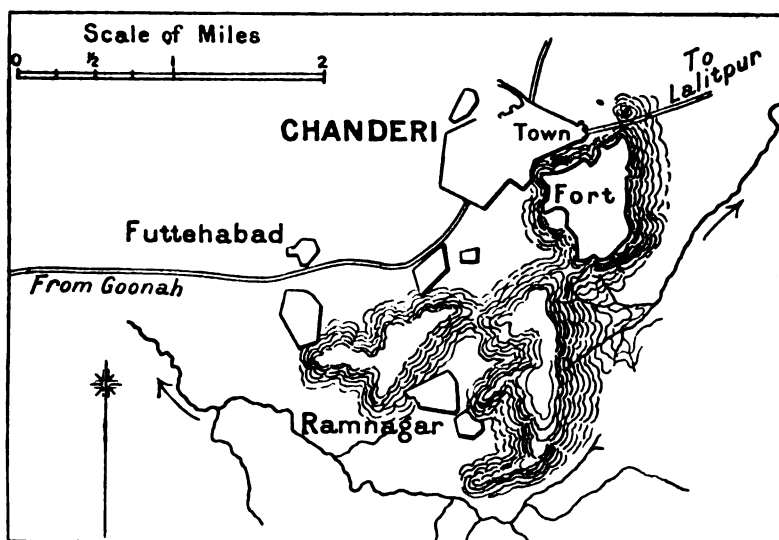 Scale of Miles
0 ½ 1 2
To
Lalitpur
CHANDERI
Town
Fort
Futtehabad
From Goonah
Ramnagar